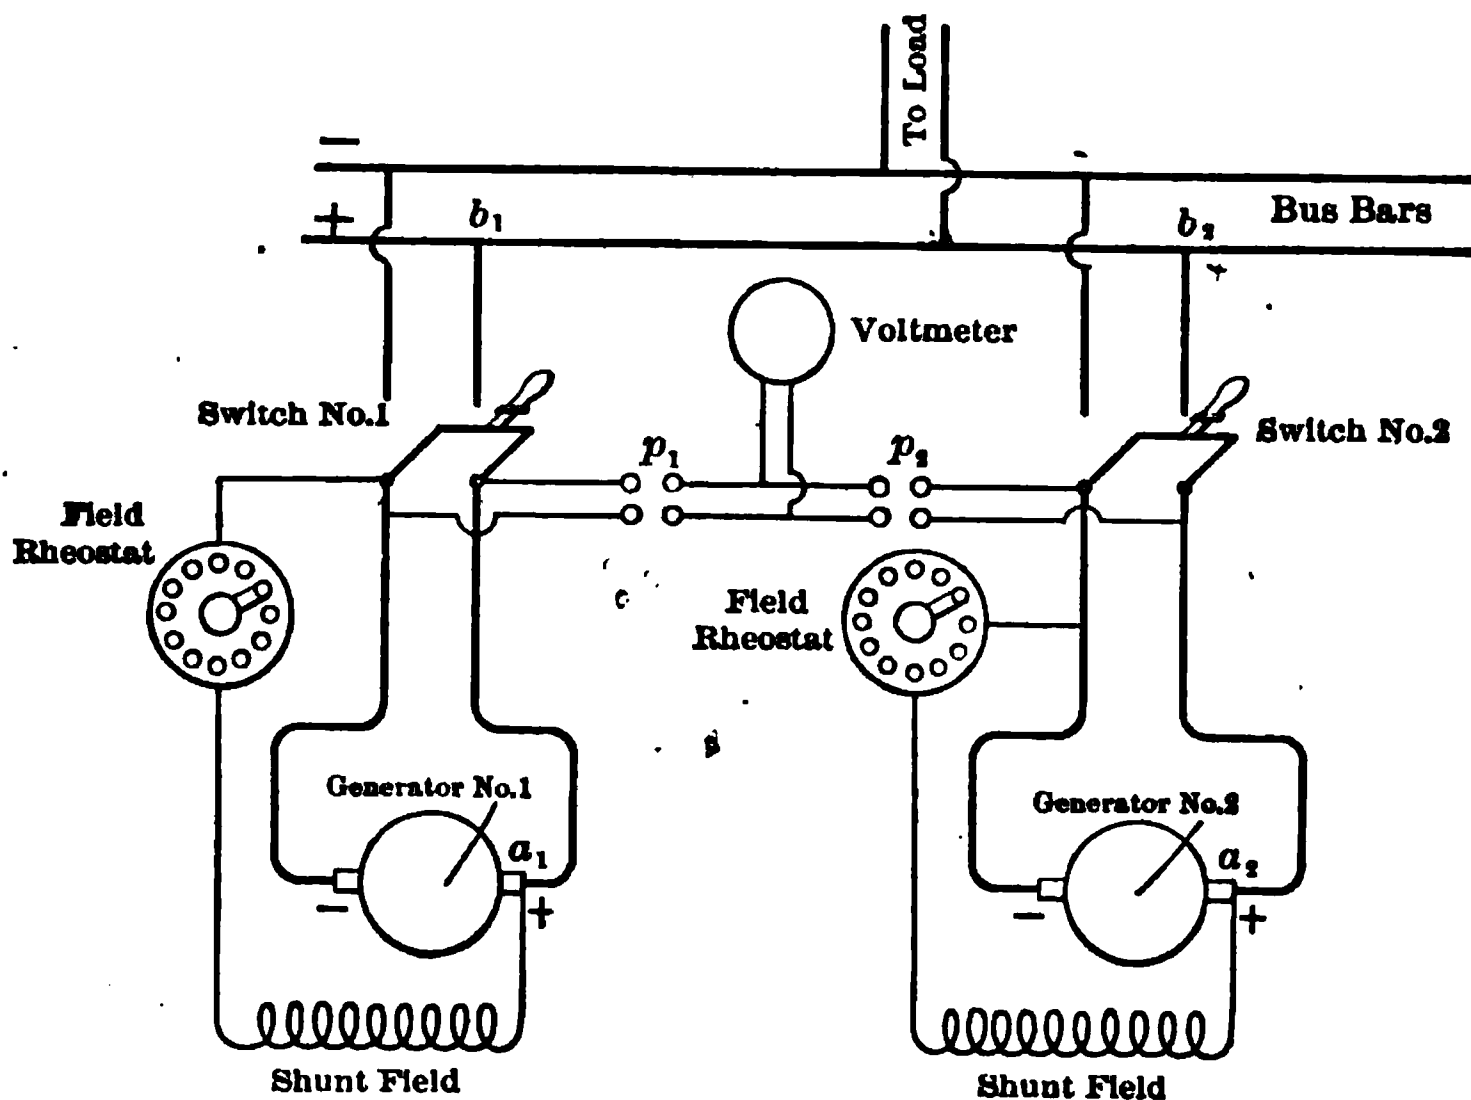 To Load
−
+
b₁
Bus Bars
b₂
+
Voltmeter
Switch No.1
Switch No.2
p₁
p₂
Field
Rheostat
Field
Rheostat
Generator No.1
Generator No.2
a₁
a₂
−
+
−
+
Shunt Field
Shunt Field